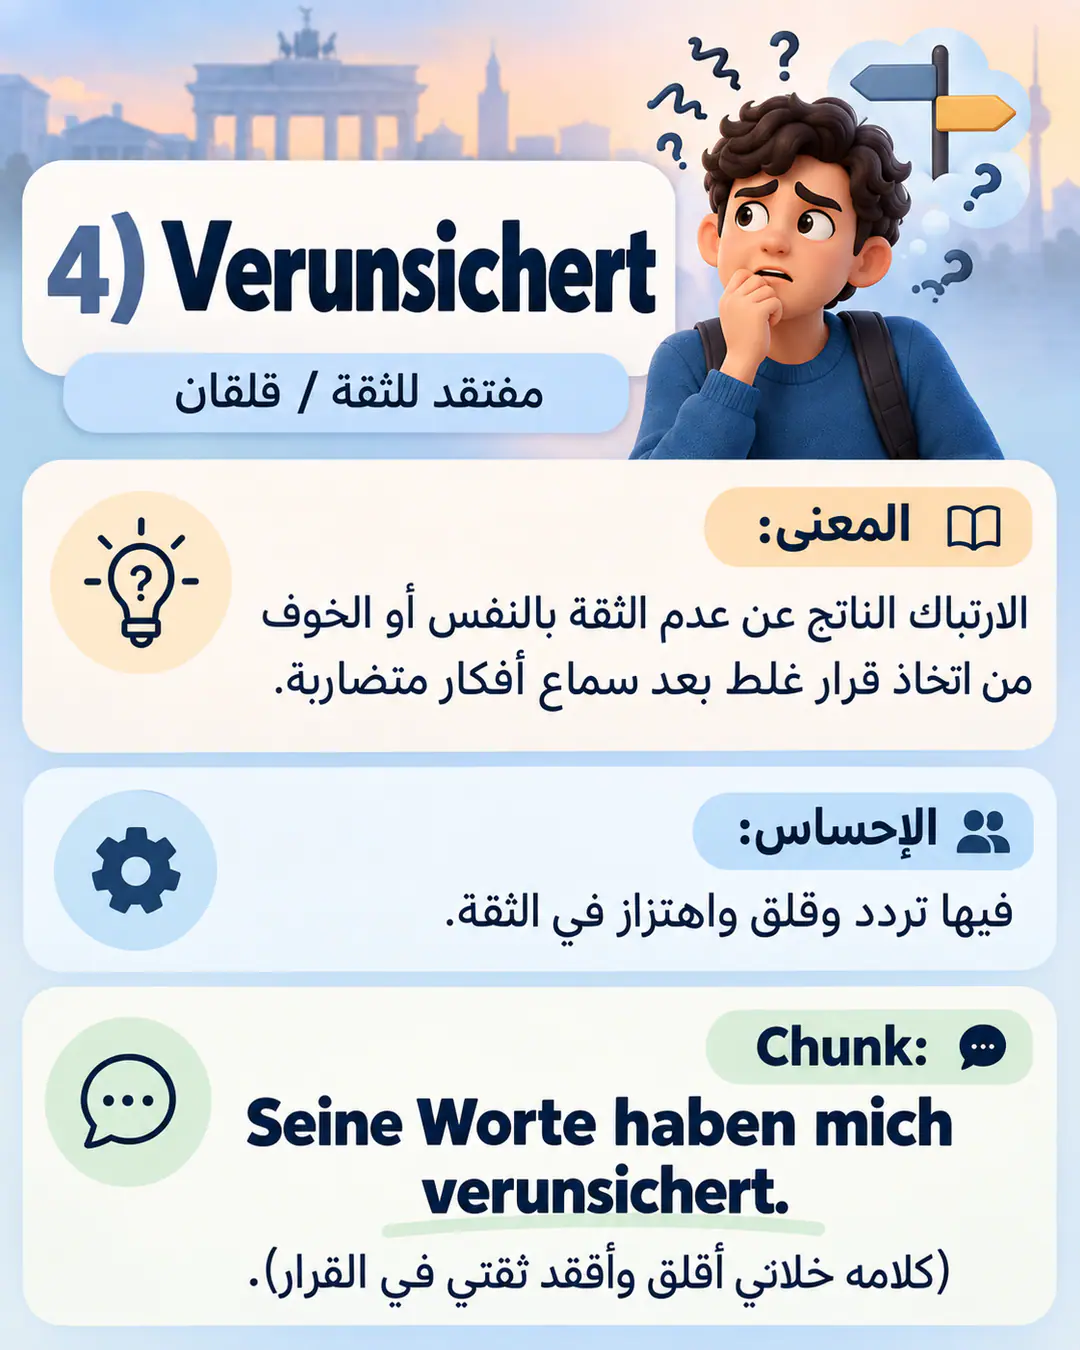 4) Verunsichert
مفتقد للثقة / قلقان
المعنى:
الارتباك الناتج عن عدم الثقة بالنفس أو الخوف
من اتخاذ قرار غلط بعد سماع أفكار متضاربة.
الإحساس:
فيها تردد وقلق واهتزاز في الثقة.
Chunk:
Seine Worte haben mich
verunsichert.
(كلامه خلاني أقلق وأفقد ثقتي في القرار).